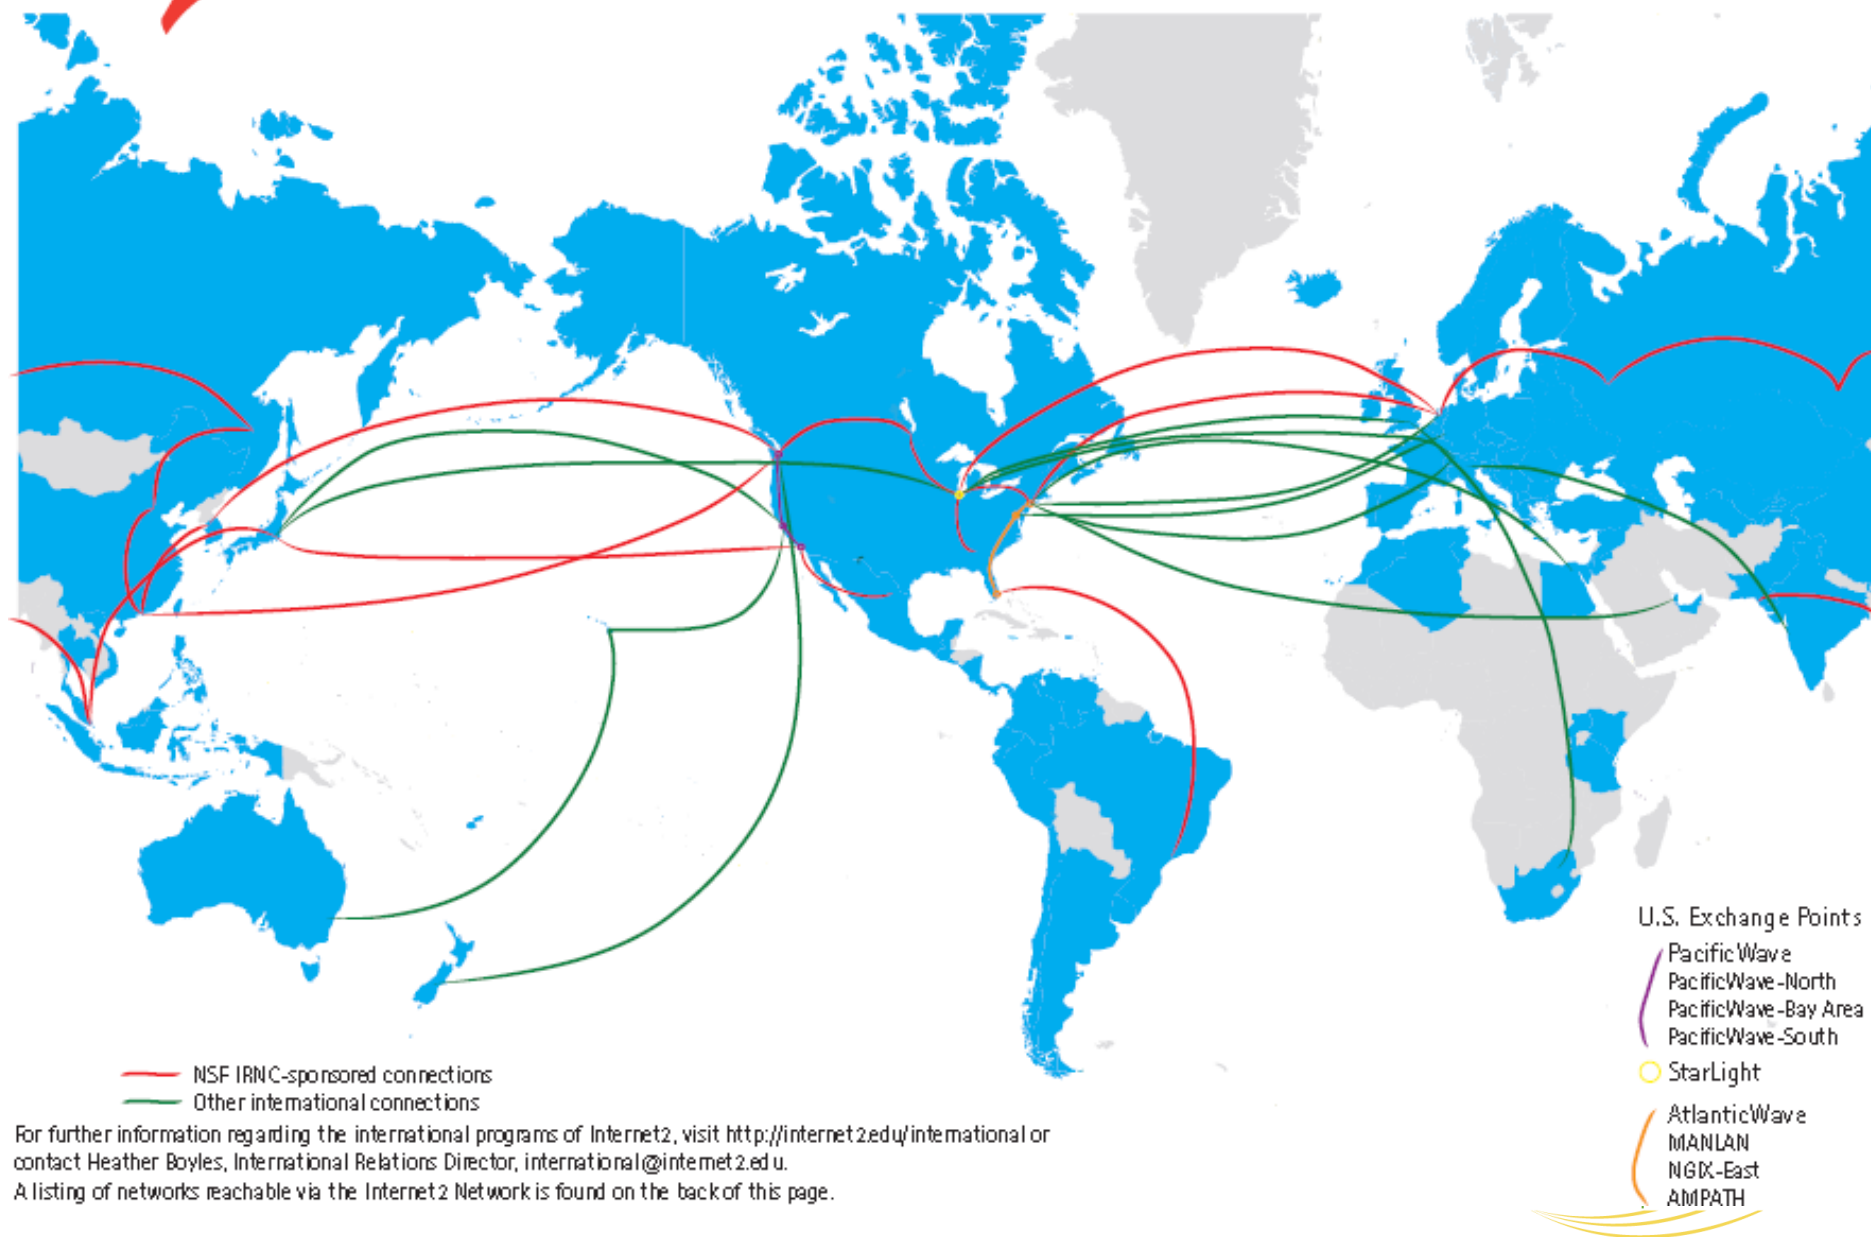 U.S. Exchange Points
PacificWave
PacificWave-North
PacificWave-Bay Area
PacificWave-South
StarLight
AtlanticWave
MANLAN
NGIX-East
AMPATH
NSF IRNC-sponsored connections
Other international connections
For further information regarding the international programs of Internet2, visit http://internet2.edu/international or
contact Heather Boyles, International Relations Director, international@internet2.edu.
A listing of networks reachable via the Internet2 Network is found on the back of this page.